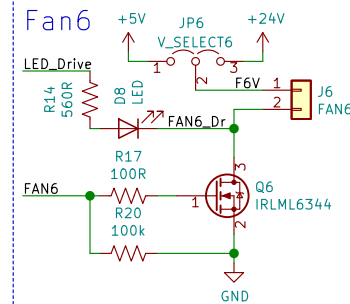 Fan6
+5V
JP6
+24V
V_SELECT6
1
3
2
LED_Drive
R14
560R
D8
LED
F6V
1
2
J6
FAN6
FAN6_Dr
R17
100R
3
Q6
IRLML6344
FAN6
1
R20
100k
2
GND